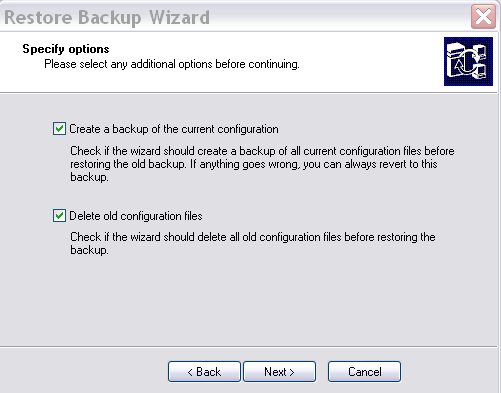 Restore Backup Wizard
Specify options
Please select any additional options before continuing.
Create a backup of the current configuration
Check if the wizard should create a backup of all current configuration files before
restoring the old backup. If anything goes wrong, you can always revert to this
backup.
Delete old configuration files
Check if the wizard should delete all old configuration files before restoring the
backup.
< Back
Next >
Cancel